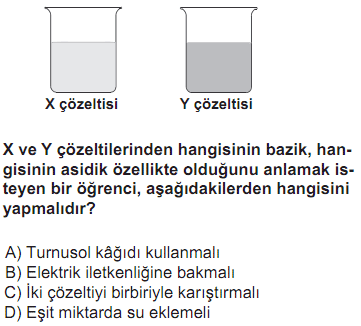 X çözeltisi Y çözeltisi
X ve Y çözeltilerinden hangisinin bazik, han-
gisinin asidik özellikte olduğunu anlamak is-
teyen bir öğrenci, aşağıdakilerden hangisini
yapmalıdır?
A) Turnusol kâğıdı kullanmalı
B) Elektrik iletkenliğine bakmalı
C) İki çözeltiyi birbiriyle karıştırmalı
D) Eşit miktarda su eklemeli